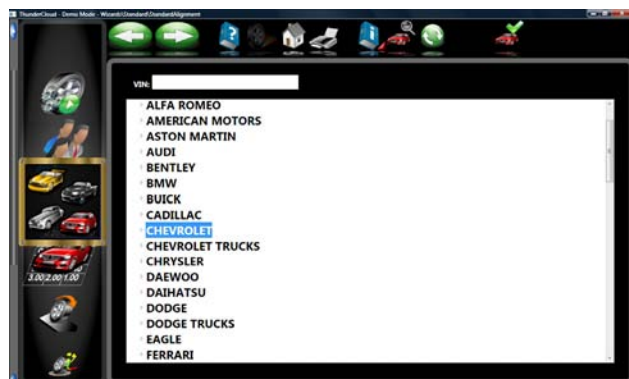 ThunderCloud - Demo Mode - Wizards\Standard\StandardAlignment
VIN:
ALFA ROMEO
AMERICAN MOTORS
ASTON MARTIN
AUDI
BENTLEY
BMW
BUICK
CADILLAC
CHEVROLET
CHEVROLET TRUCKS
CHRYSLER
DAEWOO
DAIHATSU
DODGE
DODGE TRUCKS
EAGLE
FERRARI
3.00 2.00 1.00